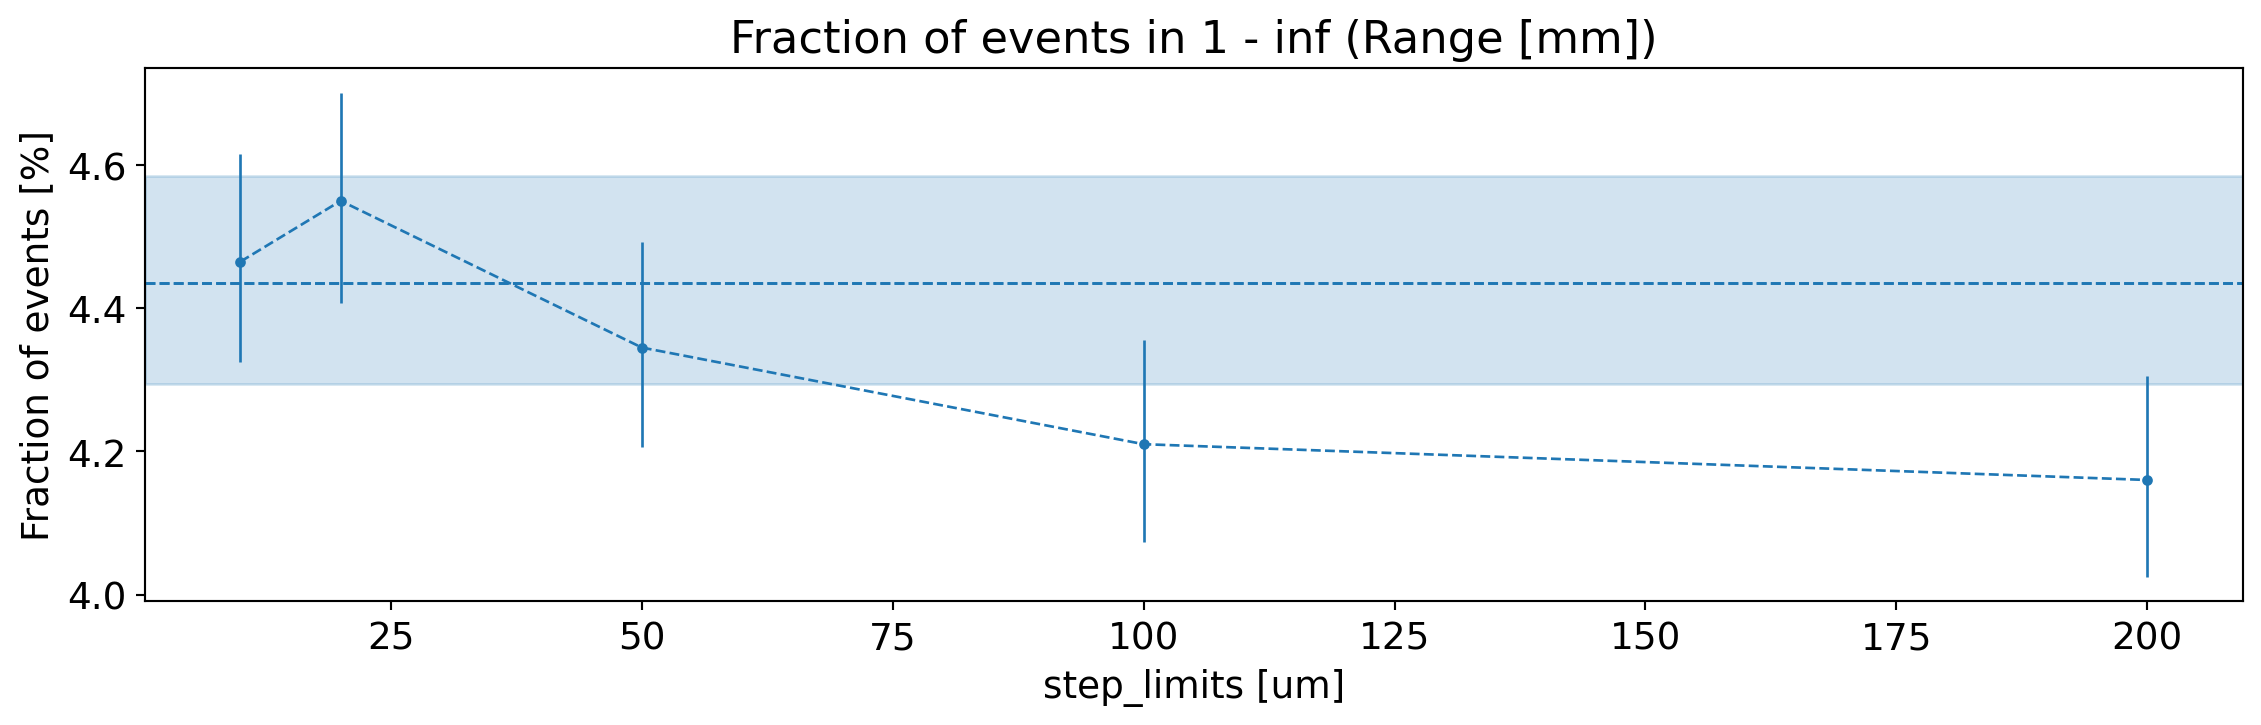 Fraction of events in 1 - inf (Range [mm])
Fraction of events [%]
4.6
4.4
4.2
4.0
25 50 75 100 125 150 175 200
step_limits [um]